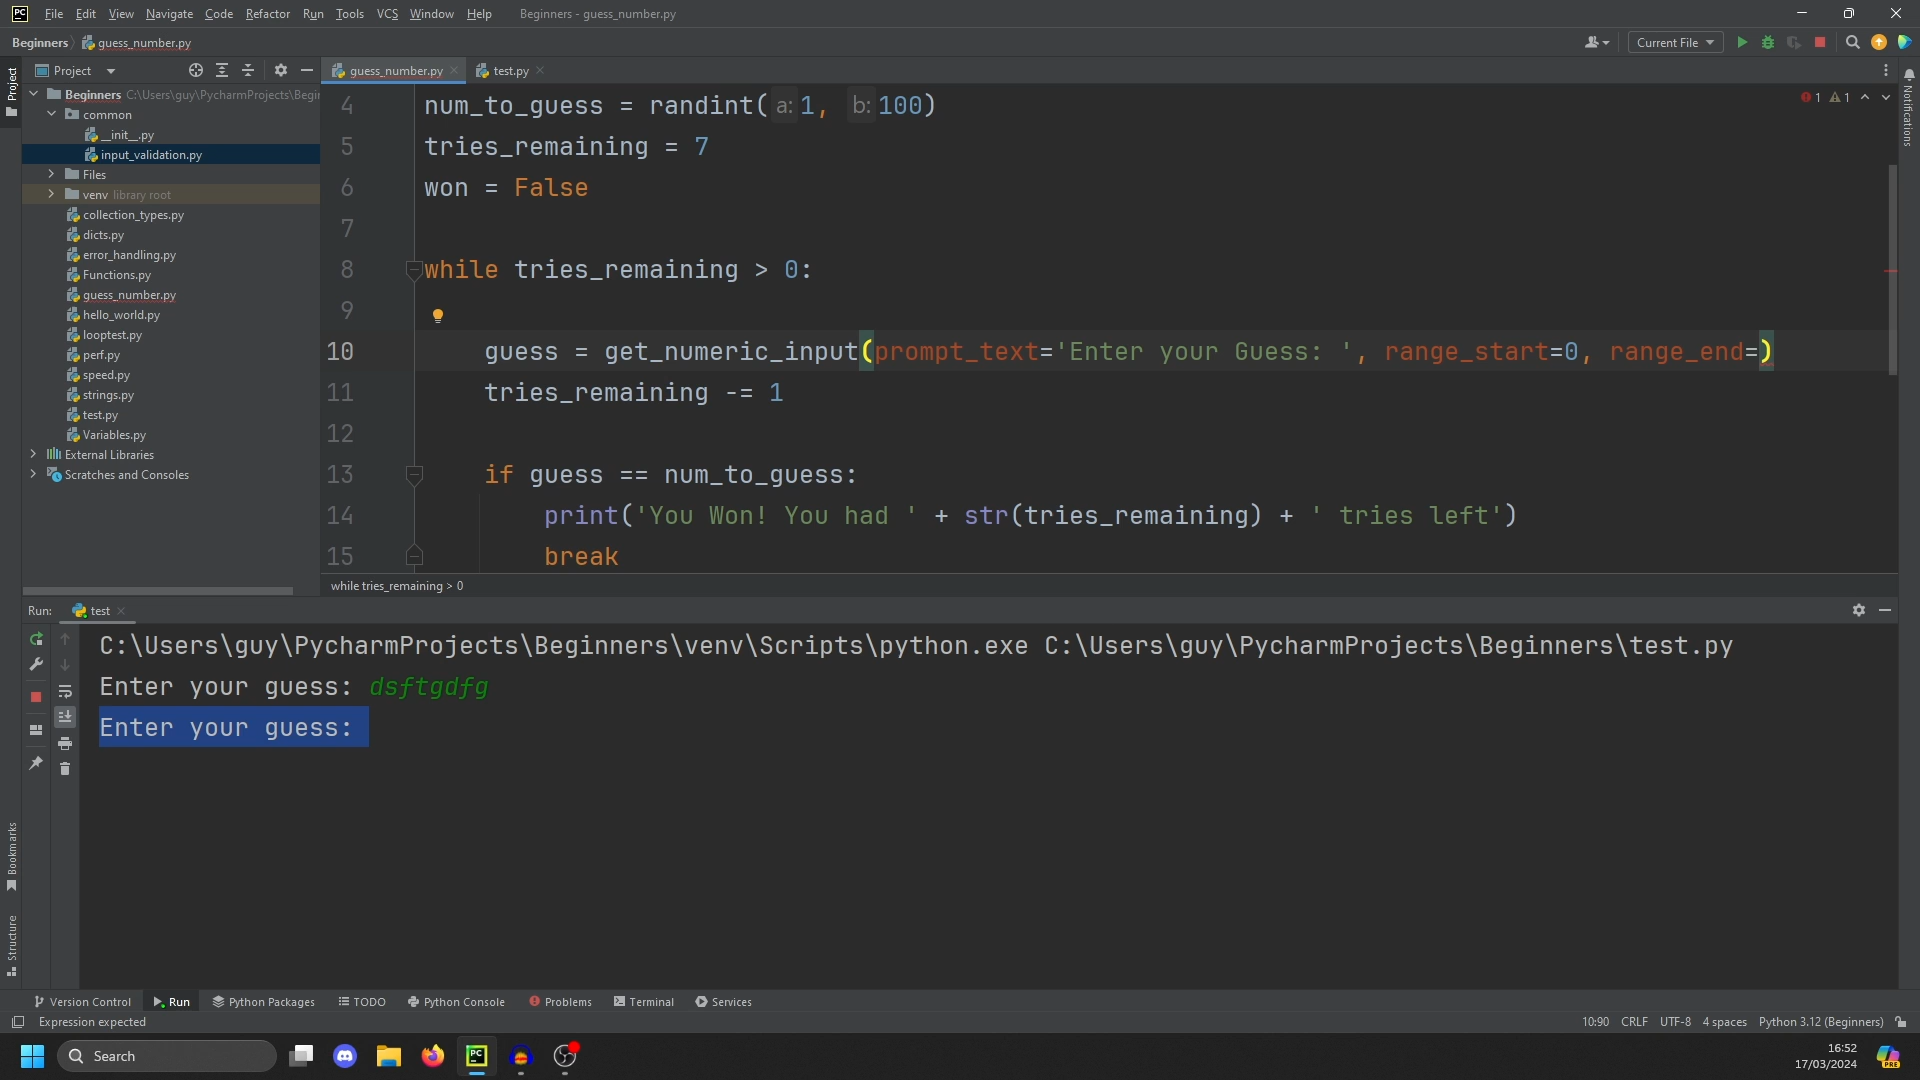 PC File Edit View Navigate Code Refactor Run Tools VCS Window Help Beginners - guess_number.py
Beginners guess_number.py Current File
Project guess_number.py test.py
Project
Beginners C:\Users\guy\PycharmProjects\Begin
common
__init__.py
input_validation.py
Files
venv library root
collection_types.py
dicts.py
error_handling.py
Functions.py
guess_number.py
hello_world.py
looptest.py
perf.py
speed.py
strings.py
test.py
Variables.py
External Libraries
Scratches and Consoles
1 1
Notifications
4 num_to_guess = randint( a: 1, b: 100)
5 tries_remaining = 7
6 won = False
7
8 while tries_remaining > 0:
9
10 guess = get_numeric_input(prompt_text='Enter your Guess: ', range_start=0, range_end=)
11 tries_remaining -= 1
12
13 if guess == num_to_guess:
14 print('You Won! You had ' + str(tries_remaining) + ' tries left')
15 break
while tries_remaining > 0
Run: test
C:\Users\guy\PycharmProjects\Beginners\venv\Scripts\python.exe C:\Users\guy\PycharmProjects\Beginners\test.py
Enter your guess: dsftgdfg
Enter your guess:
Bookmarks
Structure
Version Control Run Python Packages TODO Python Console Problems Terminal Services
Expression expected 10:90 CRLF UTF-8 4 spaces Python 3.12 (Beginners)
Search PC 16:52
17/03/2024 PRE